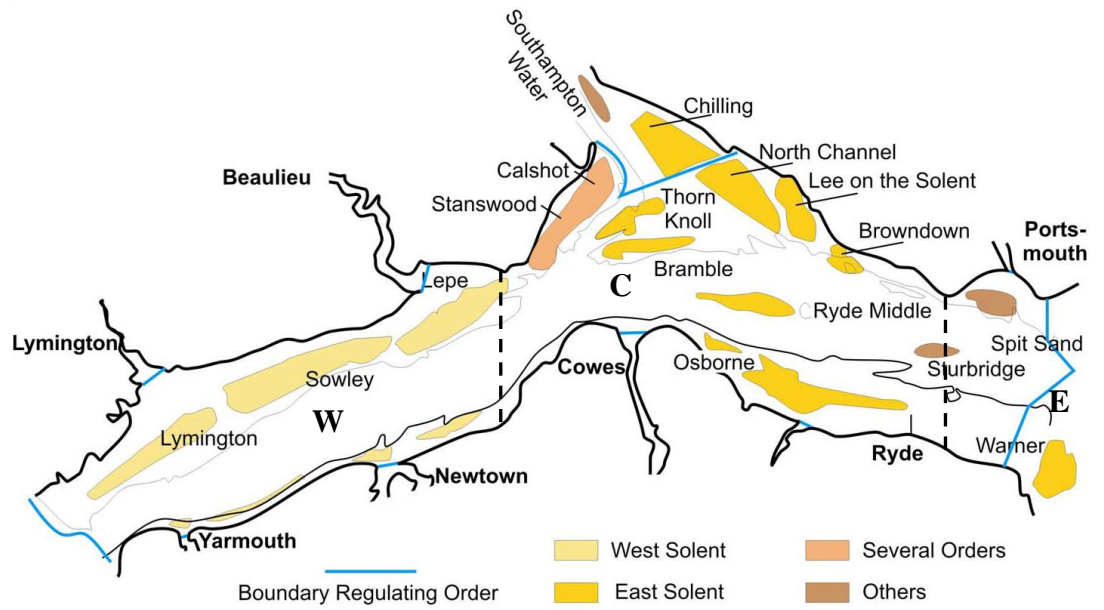 Southampton
Water
Chilling
North Channel
Calshot
Lee on the Solent
Beaulieu
Stanswood
Thorn
Knoll
Browndown
Ports-
mouth
Lepe
Bramble
C
Ryde Middle
Lymington
Spit Sand
Cowes
Osborne
Sturbridge
Sowley
W
E
Lymington
Warner
Ryde
Newtown
Yarmouth
West Solent
Several Orders
Boundary Regulating Order
East Solent
Others